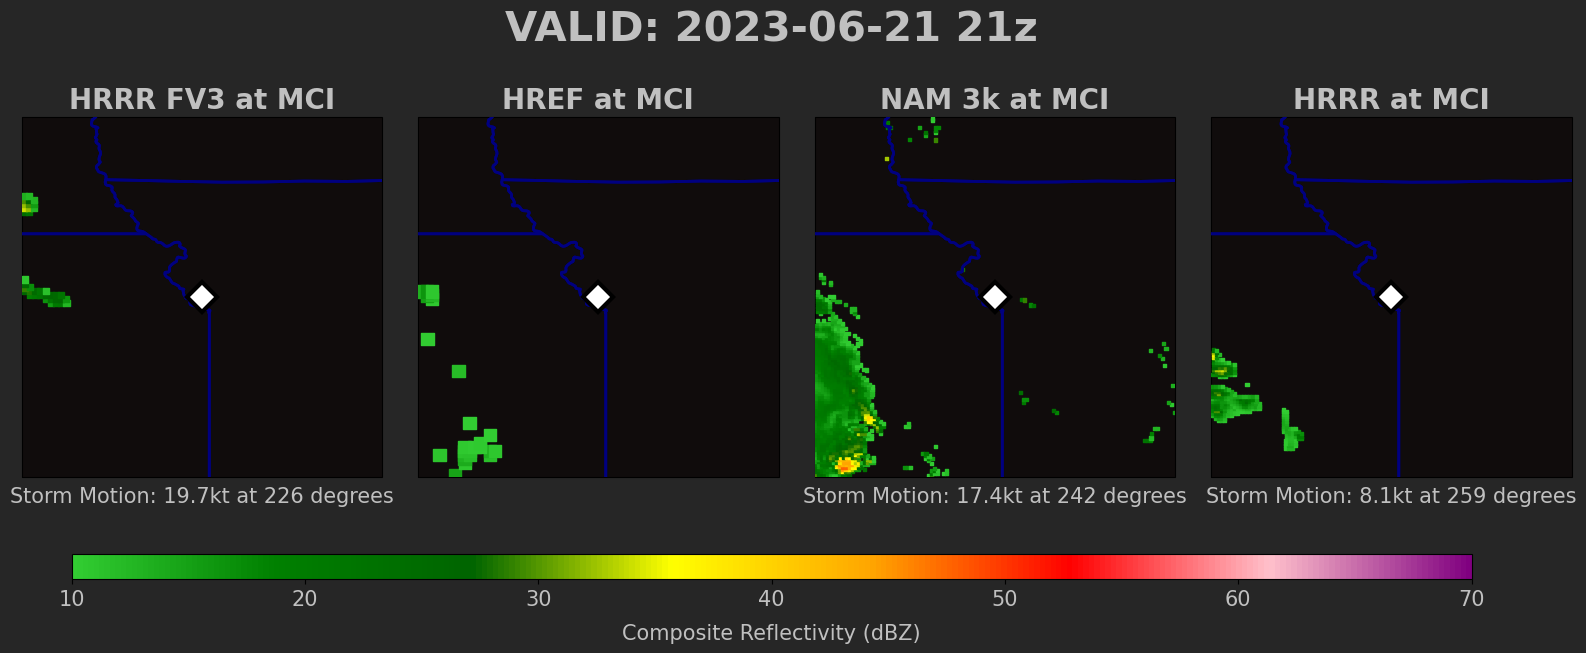 VALID: 2023-06-21 21z
HRRR FV3 at MCI
HREF at MCI
NAM 3k at MCI
HRRR at MCI
Storm Motion: 19.7kt at 226 degrees
Storm Motion: 17.4kt at 242 degrees
Storm Motion: 8.1kt at 259 degrees
10 20 30 40 50 60 70
Composite Reflectivity (dBZ)